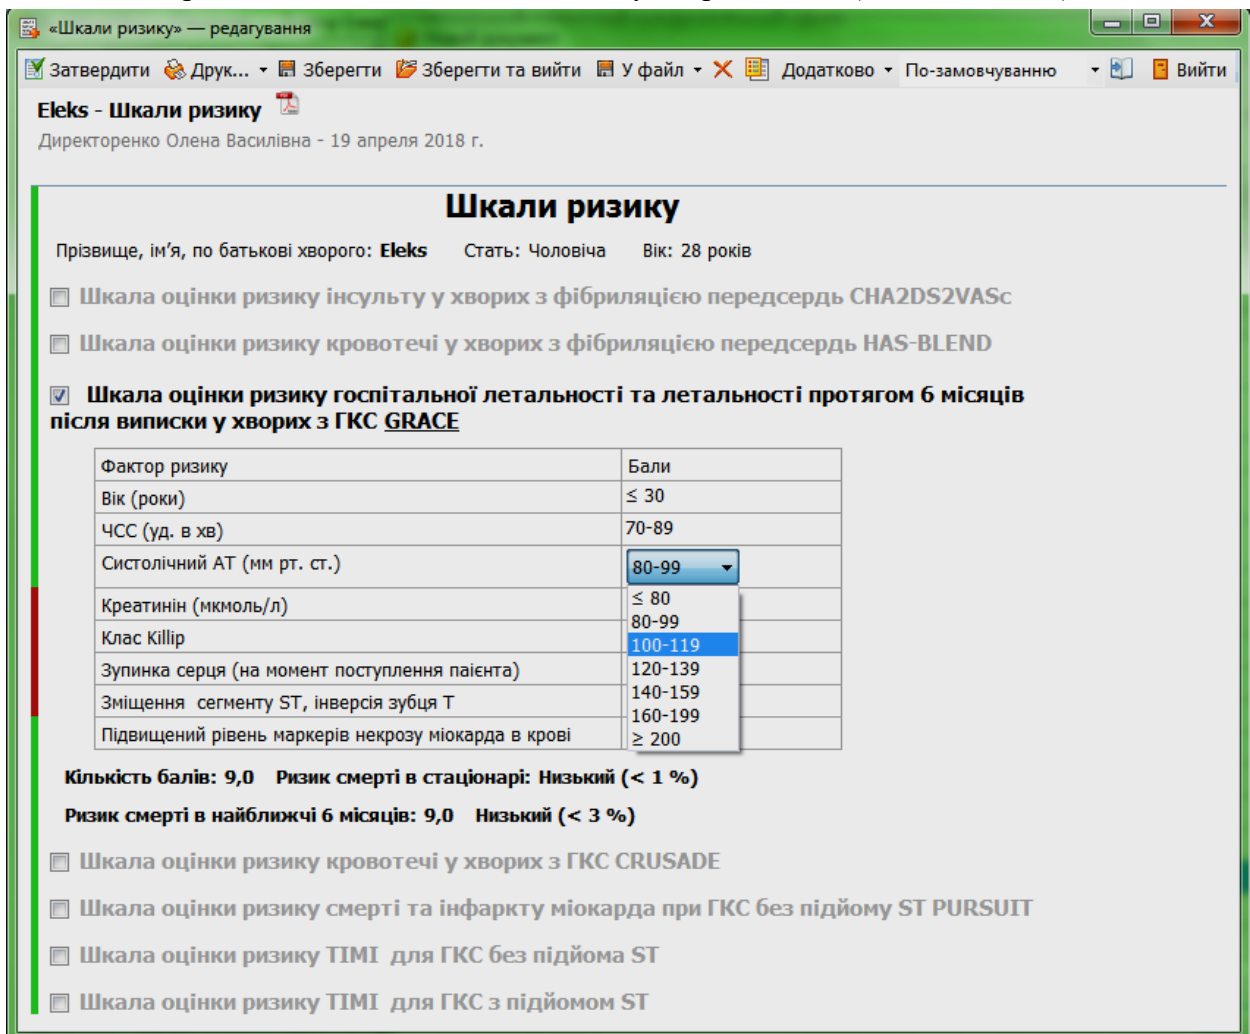 «Шкали ризику» — редагування
Затвердити Друк... Зберегти Зберегти та вийти У файл Додатково По-замовчуванню Вийти
Eleks - Шкали ризику
Директоренко Олена Василівна - 19 апреля 2018 г.
Шкали ризику
Прізвище, ім’я, по батькові хворого: Eleks Стать: Чоловіча Вік: 28 років
Шкала оцінки ризику інсульту у хворих з фібриляцією передсердь CHA2DS2VASc
Шкала оцінки ризику кровотечі у хворих з фібриляцією передсердь HAS-BLEND
Шкала оцінки ризику госпітальної летальності та летальності протягом 6 місяців
після виписки у хворих з ГКС GRACE
Фактор ризику Бали
Вік (роки) ≤ 30
ЧСС (уд. в хв) 70-89
Систолічний АТ (мм рт. ст.) 80-99
≤ 80
80-99
100-119
120-139
140-159
160-199
≥ 200
Креатинін (мкмоль/л)
Клас Killip
Зупинка серця (на момент поступлення паієнта)
Зміщення сегменту ST, інверсія зубця Т
Підвищений рівень маркерів некрозу міокарда в крові
Кількість балів: 9,0 Ризик смерті в стаціонарі: Низький (< 1 %)
Ризик смерті в найближчі 6 місяців: 9,0 Низький (< 3 %)
Шкала оцінки ризику кровотечі у хворих з ГКС CRUSADE
Шкала оцінки ризику смерті та інфаркту міокарда при ГКС без підйому ST PURSUIT
Шкала оцінки ризику TIMI для ГКС без підйома ST
Шкала оцінки ризику TIMI для ГКС з підйомом ST